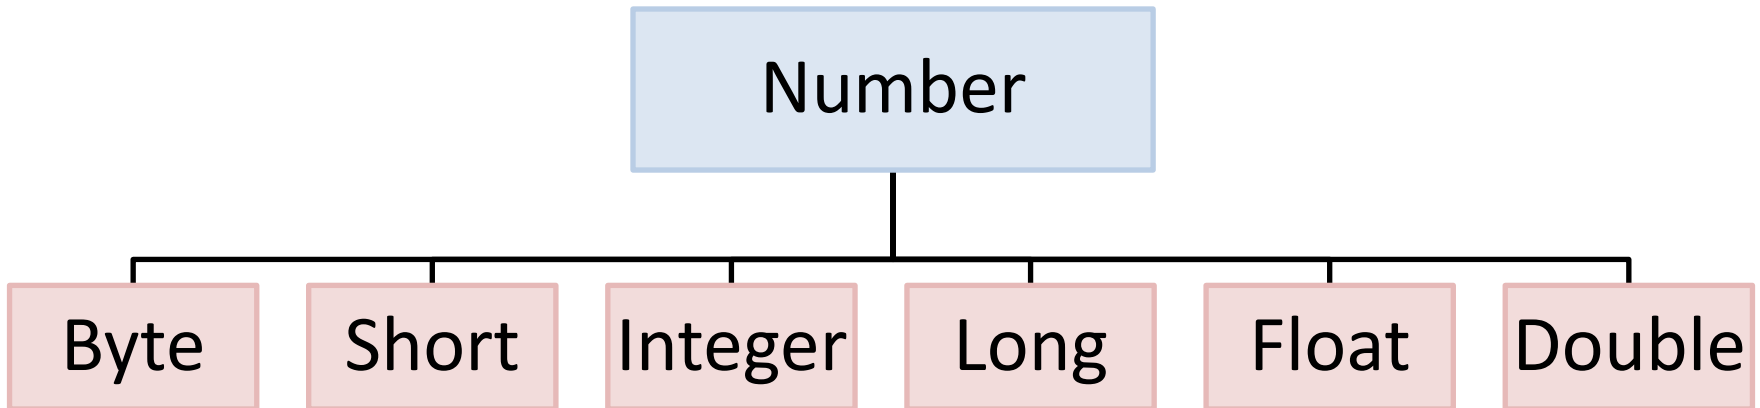 Number
Byte
Short
Integer
Long
Float
Double